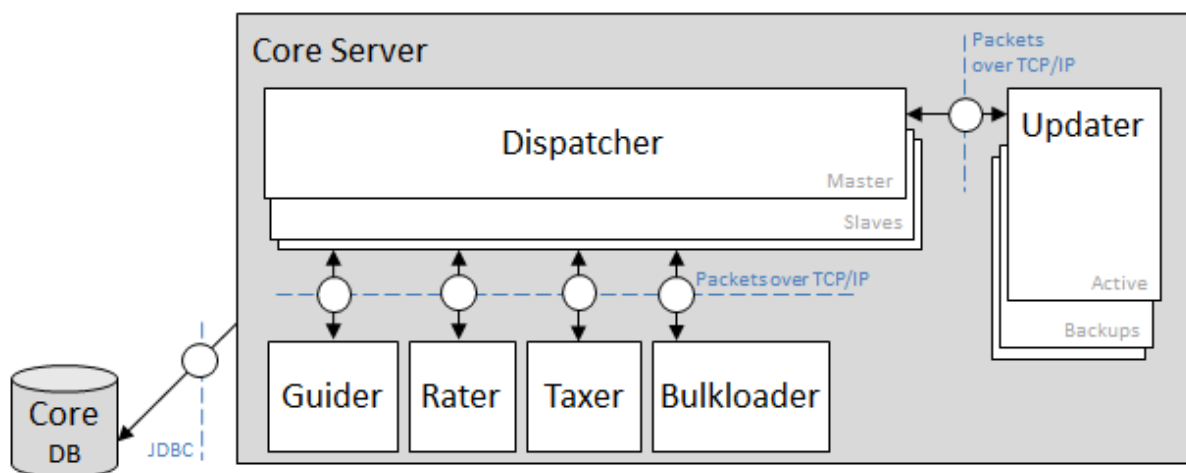 Core Server
Packets
over TCP/IP
Dispatcher
Updater
Master
Slaves
Packets over TCP/IP
Active
Backups
Guider
Rater
Taxer
Bulkloader
Core
DB
JDBC